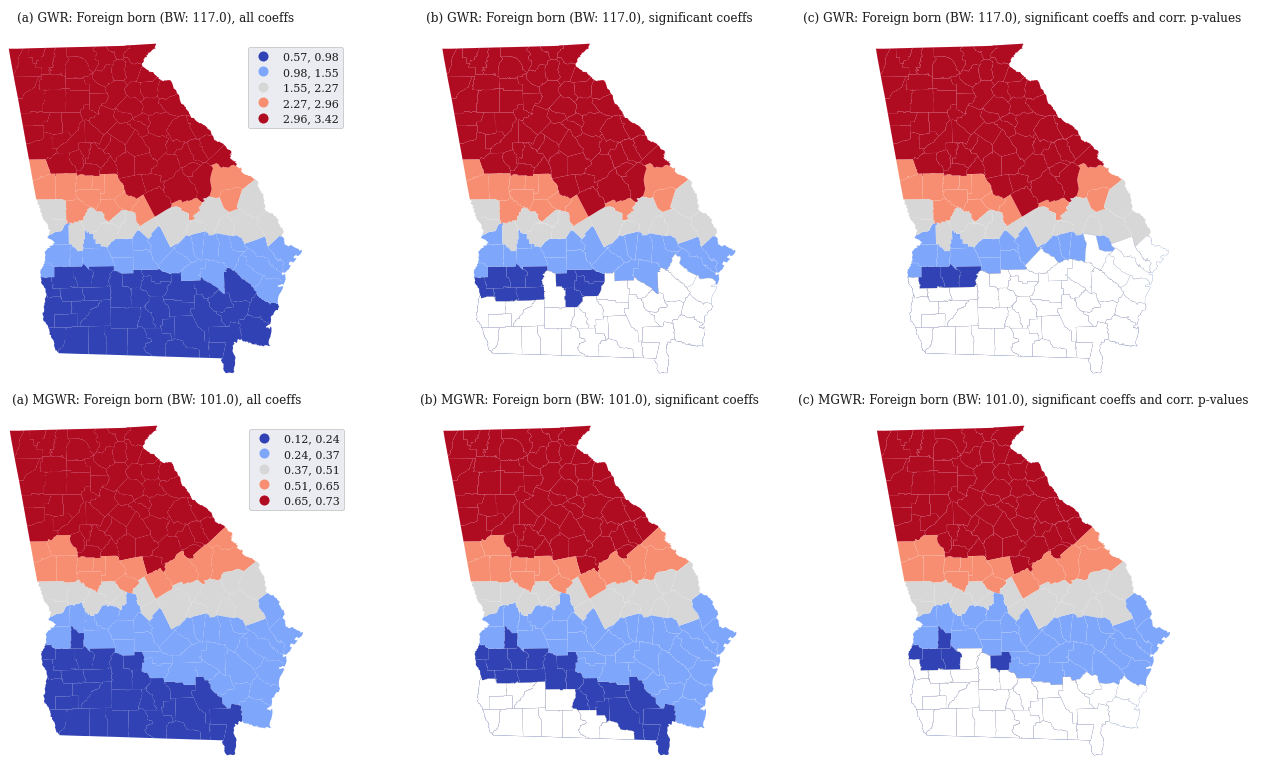 (a) GWR: Foreign born (BW: 117.0), all coeffs
(b) GWR: Foreign born (BW: 117.0), significant coeffs
(c) GWR: Foreign born (BW: 117.0), significant coeffs and corr. p-values
0.57, 0.98
0.98, 1.55
1.55, 2.27
2.27, 2.96
2.96, 3.42
(a) MGWR: Foreign born (BW: 101.0), all coeffs
(b) MGWR: Foreign born (BW: 101.0), significant coeffs
(c) MGWR: Foreign born (BW: 101.0), significant coeffs and corr. p-values
0.12, 0.24
0.24, 0.37
0.37, 0.51
0.51, 0.65
0.65, 0.73